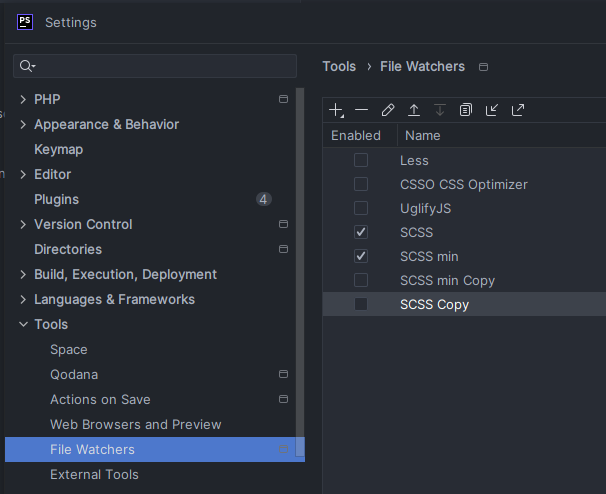 PS Settings
Tools › File Watchers
PHP
Appearance & Behavior
Keymap
Editor
Plugins 4
Version Control
Directories
Build, Execution, Deployment
Languages & Frameworks
Tools
Space
Qodana
Actions on Save
Web Browsers and Preview
File Watchers
External Tools
Enabled Name
Less
CSSO CSS Optimizer
UglifyJS
SCSS
SCSS min
SCSS min Copy
SCSS Copy